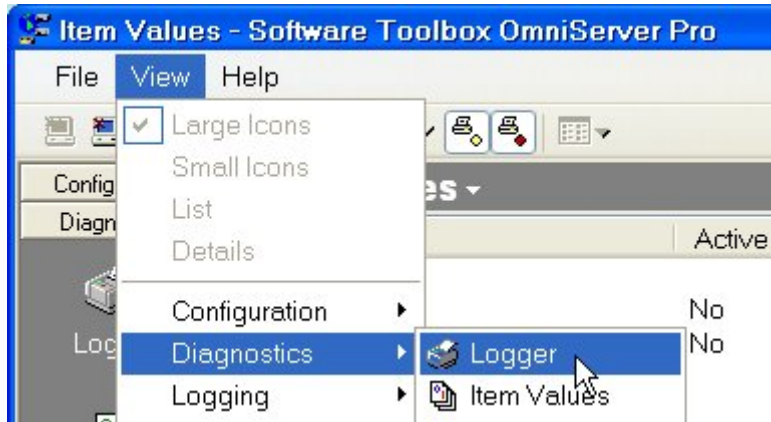 Item Values - Software Toolbox OmniServer Pro
File View Help
Large Icons
Small Icons
List
Details
Config
Diagn
es
Active
Configuration
No
Log
Diagnostics
Logger
No
Logging
Item Values